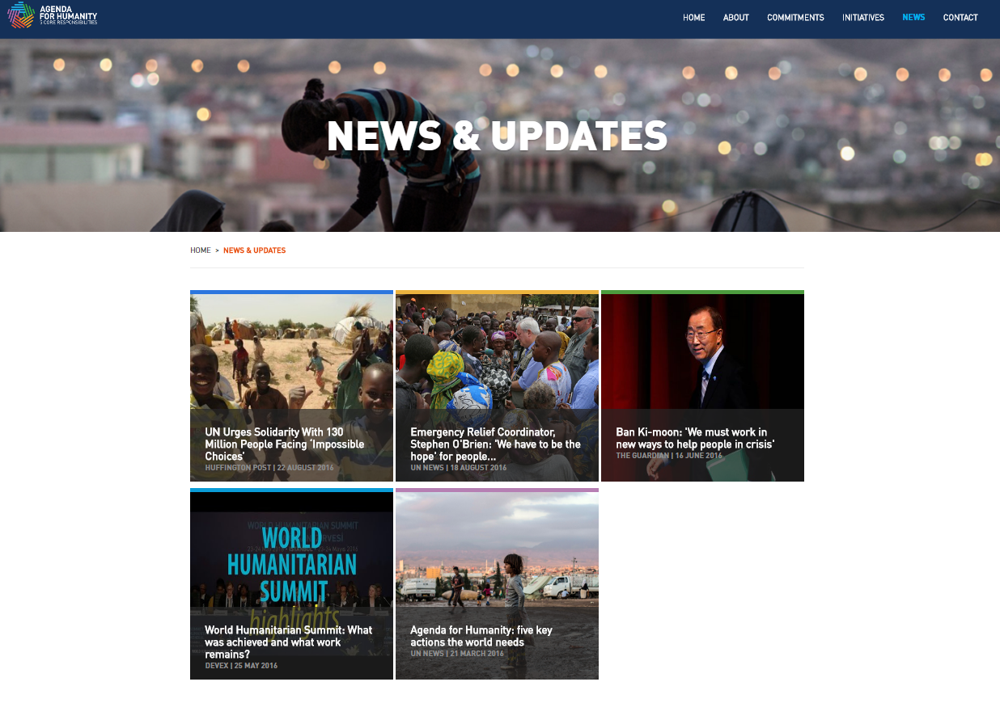 AGENDA
FOR HUMANITY
5 CORE RESPONSIBILITIES
HOME
ABOUT
COMMITMENTS
INITIATIVES
NEWS
CONTACT
NEWS & UPDATES
HOME > NEWS & UPDATES
UN Urges Solidarity With 130
Million People Facing ‘Impossible
Choices’
HUFFINGTON POST | 22 AUGUST 2016
Emergency Relief Coordinator,
Stephen O'Brien: 'We have to be the
hope' for people...
UN NEWS | 18 AUGUST 2016
Ban Ki-moon: 'We must work in
new ways to help people in crisis'
THE GUARDIAN | 16 JUNE 2016
WORLD HUMANITARIAN SUMMIT
WORLD
HUMANITARIAN
SUMMIT
highlights
World Humanitarian Summit: What
was achieved and what work
remains?
DEVEX | 25 MAY 2016
Agenda for Humanity: five key
actions the world needs
UN NEWS | 21 MARCH 2016